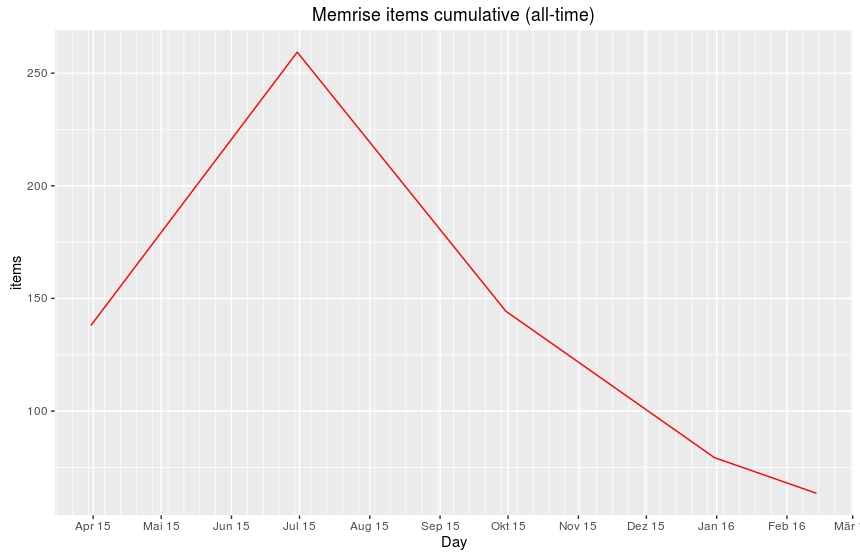 Memrise items cumulative (all-time)
250
200
150
100
items
Apr 15 Mai 15 Jun 15 Jul 15 Aug 15 Sep 15 Okt 15 Nov 15 Dez 15 Jan 16 Feb 16 Mär
Day